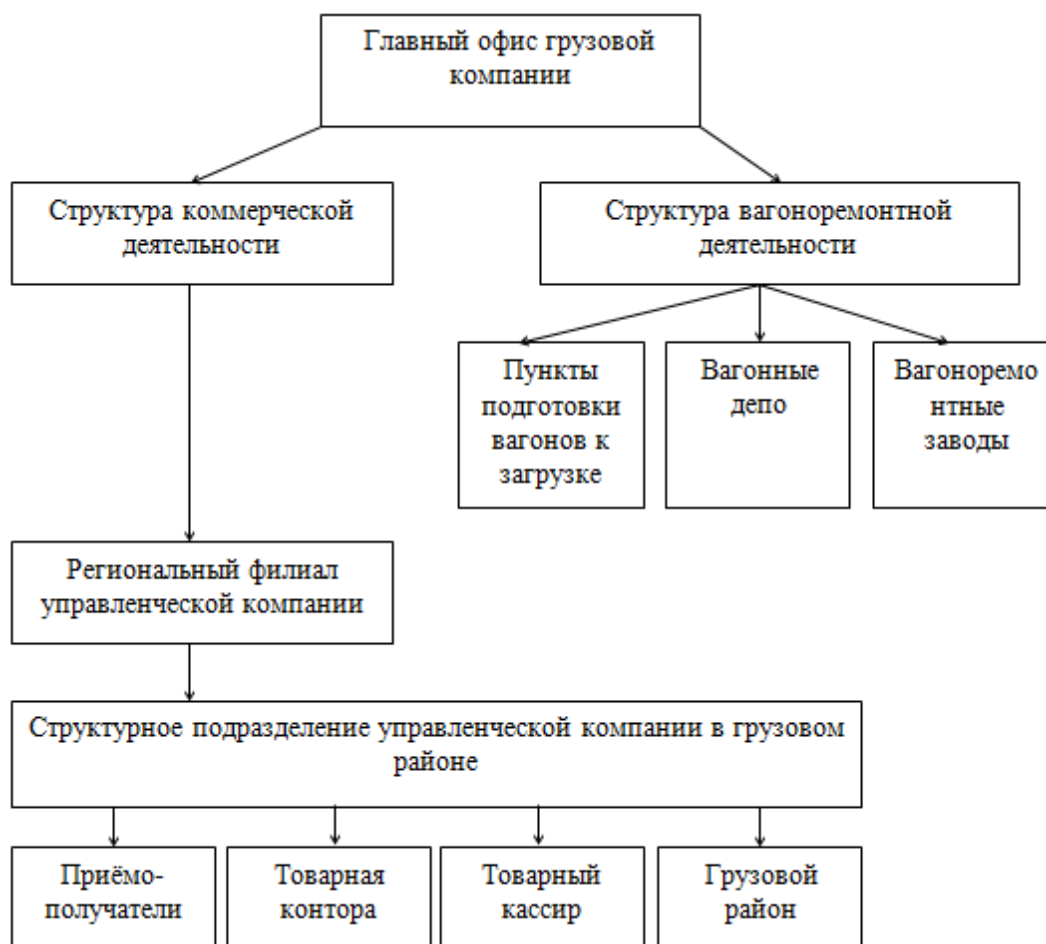 Главный офис грузовой
компании
Структура коммерческой
деятельности
Структура вагоноремонтной
деятельности
Пункты
подготовки
вагонов к
загрузке
Вагонные
депо
Вагоноремо
нтные
заводы
Региональный филиал
управленческой компании
Структурное подразделение управленческой компании в грузовом
районе
Приёмо-
получатели
Товарная
контора
Товарный
кассир
Грузовой
район